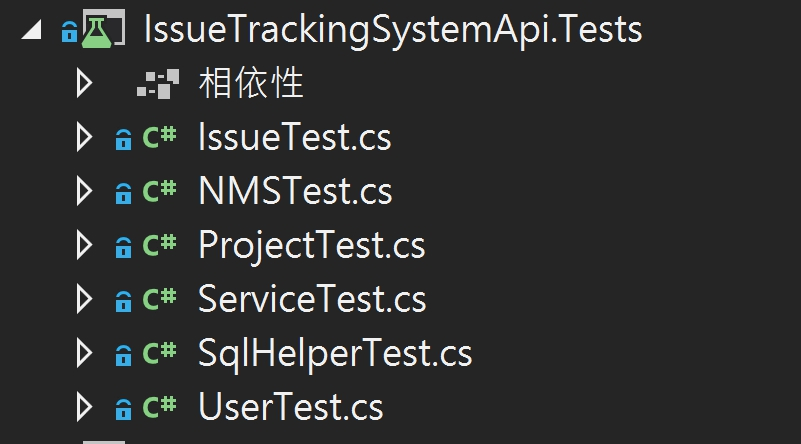 IssueTrackingSystemApi.Tests
相依性
C# IssueTest.cs
C# NMSTest.cs
C# ProjectTest.cs
C# ServiceTest.cs
C# SqlHelperTest.cs
C# UserTest.cs